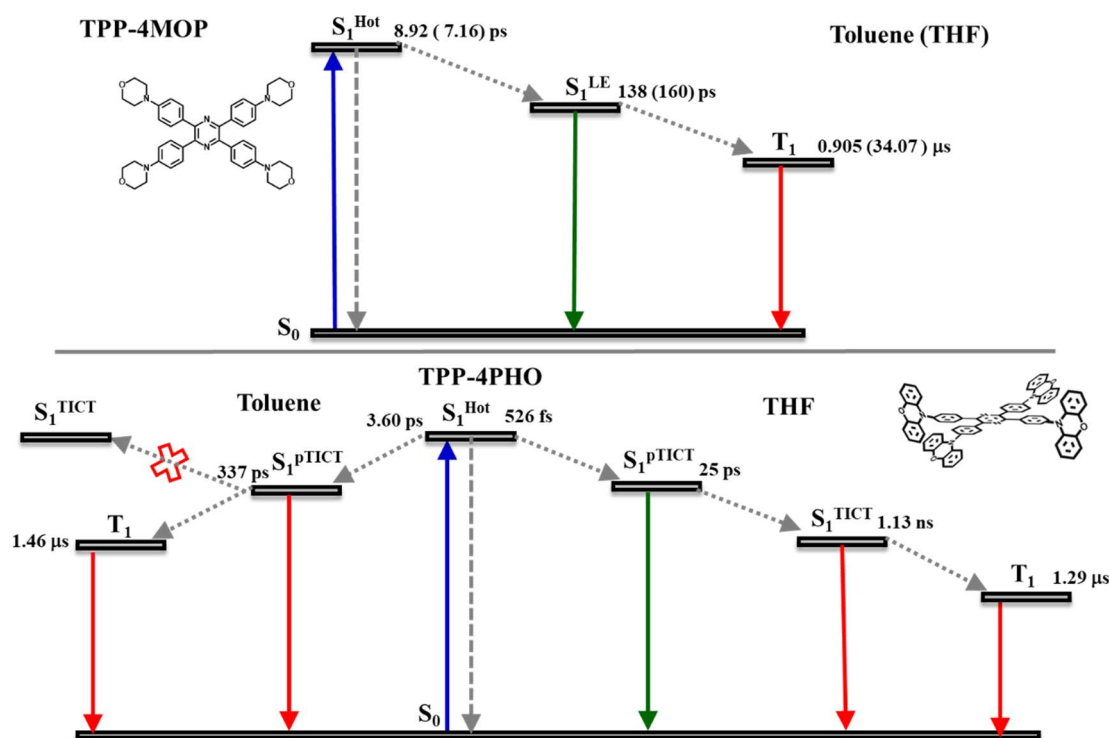 TPP-4MOP
S₁ᴴᵒᵗ 8.92 ( 7.16) ps
Toluene (THF)
S₁ᴸᴱ 138 (160) ps
T₁ 0.905 (34.07) μs
O O
N N
N
N
N N
O O
S₀
TPP-4PHO
S₁ᵀᴵᶜᵀ
Toluene
3.60 ps S₁ᴴᵒᵗ 526 fs
THF
337 ps S₁ᵖᵀᴵᶜᵀ
S₁ᵖᵀᴵᶜᵀ 25 ps
1.46 μs T₁
S₁ᵀᴵᶜᵀ 1.13 ns
T₁ 1.29 μs
S₀